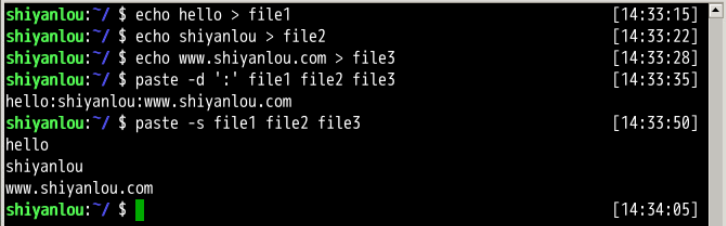 shiyanlou:~/ $ echo hello > file1 [14:33:15]
shiyanlou:~/ $ echo shiyanlou > file2 [14:33:22]
shiyanlou:~/ $ echo www.shiyanlou.com > file3 [14:33:28]
shiyanlou:~/ $ paste -d ':' file1 file2 file3 [14:33:35]
hello:shiyanlou:www.shiyanlou.com
shiyanlou:~/ $ paste -s file1 file2 file3 [14:33:50]
hello
shiyanlou
www.shiyanlou.com
shiyanlou:~/ $ [14:34:05]